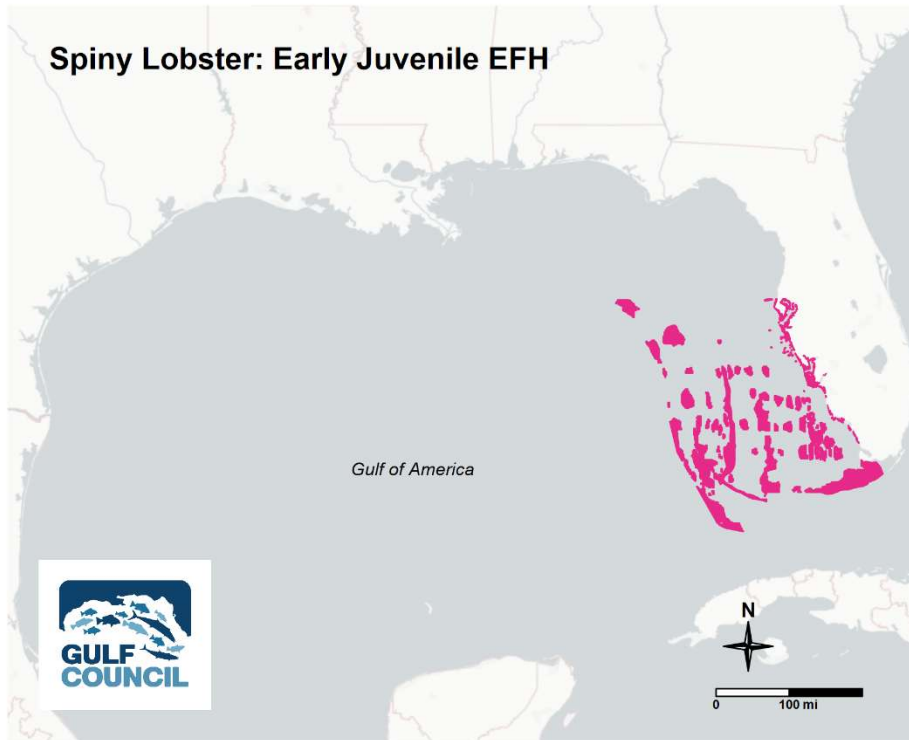 Spiny Lobster: Early Juvenile EFH
Gulf of America
GULF
COUNCIL
N
0 100 mi